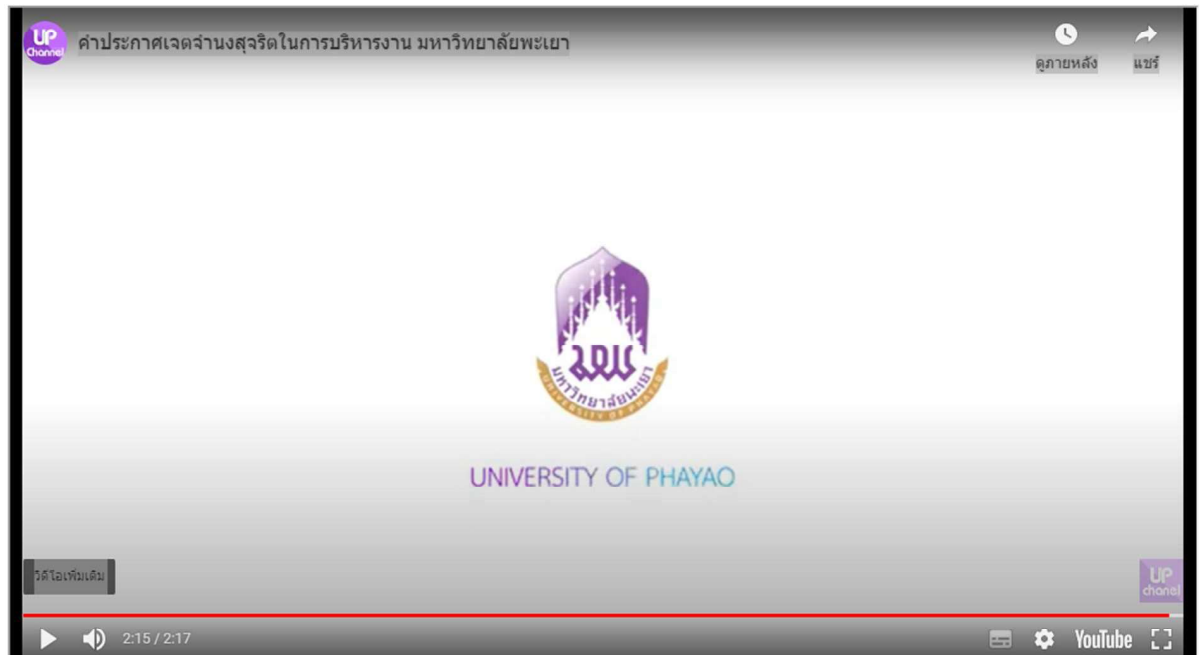 UP
Channel
คำประกาศเจตจำนงสุจริตในการบริหารงาน มหาวิทยาลัยพะเยา
ดูภายหลัง
แชร์
มหาวิทยาลัยพะเยา
UNIVERSITY OF PHAYAO
UNIVERSITY OF PHAYAO
วิดีโอเพิ่มเติม
UP
chanel
2:15 / 2:17
YouTube